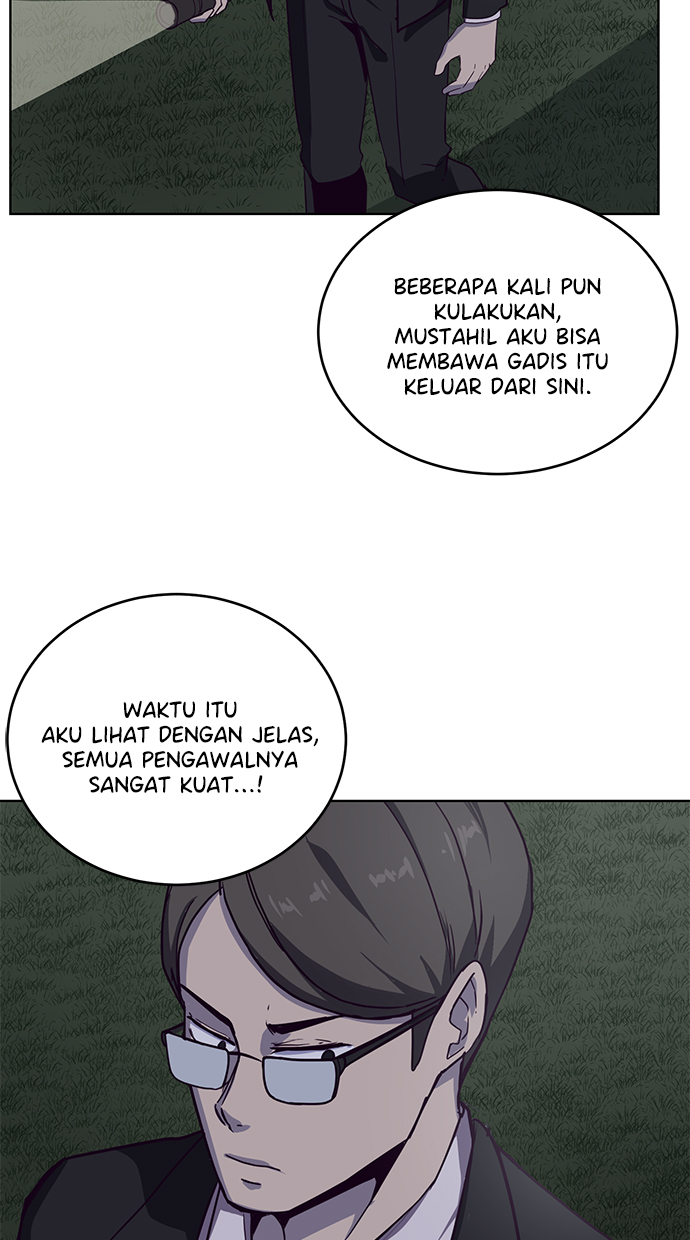 BEBERAPA KALI PUN
KULAKUKAN,
MUSTAHIL AKU BISA
MEMBAWA GADIS ITU
KELUAR DARI SINI.
WAKTU ITU
AKU LIHAT DENGAN JELAS,
SEMUA PENGAWALNYA
SANGAT KUAT...!